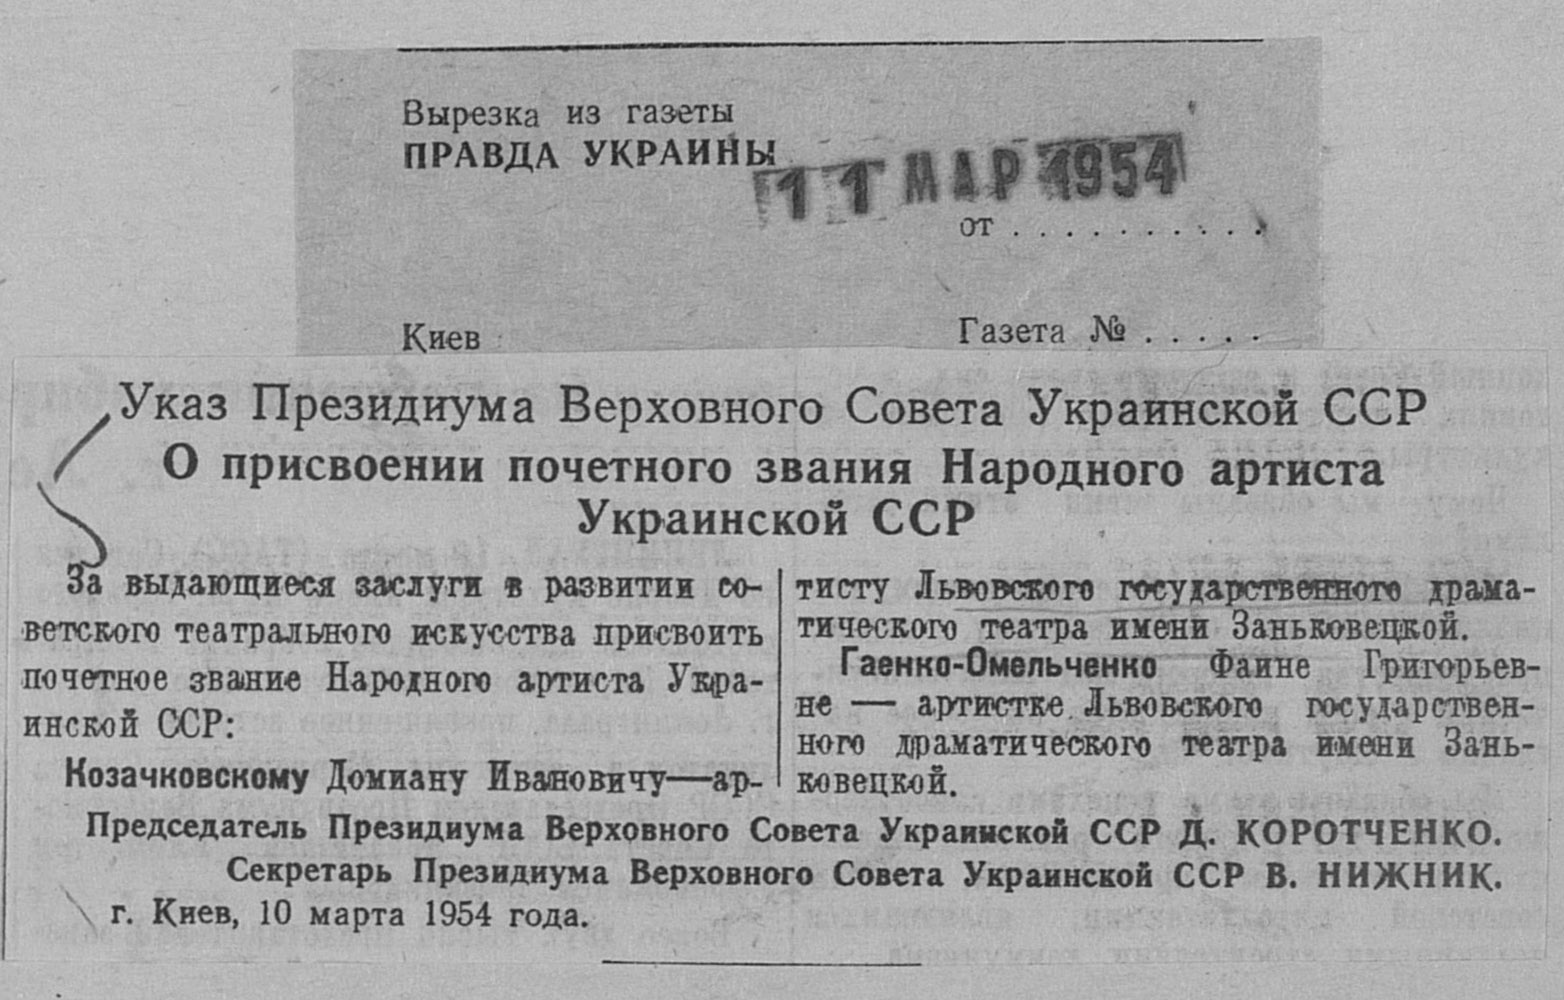 Вырезка из газеты
ПРАВДА УКРАИНЫ
11 МАР 1954
от . . . . . . . . . .
Киев
Газета № . . . . .
Указ Президиума Верховного Совета Украинской ССР
О присвоении почетного звания Народного артиста
Украинской ССР
За выдающиеся заслуги в развитии со-
ветского театрального искусства присвоить
почетное звание Народного артиста Укра-
инской ССР:
Козачковскому Домиану Ивановичу—ар-
тисту Львовского государственного драма-
тического театра имени Заньковецкой.
Гаенко-Омельченко Фаине Григорьев-
не — артистке Львовского государствен-
ного драматического театра имени Зань-
ковецкой.
Председатель Президиума Верховного Совета Украинской ССР Д. КОРОТЧЕНКО.
Секретарь Президиума Верховного Совета Украинской ССР В. НИЖНИК.
г. Киев, 10 марта 1954 года.